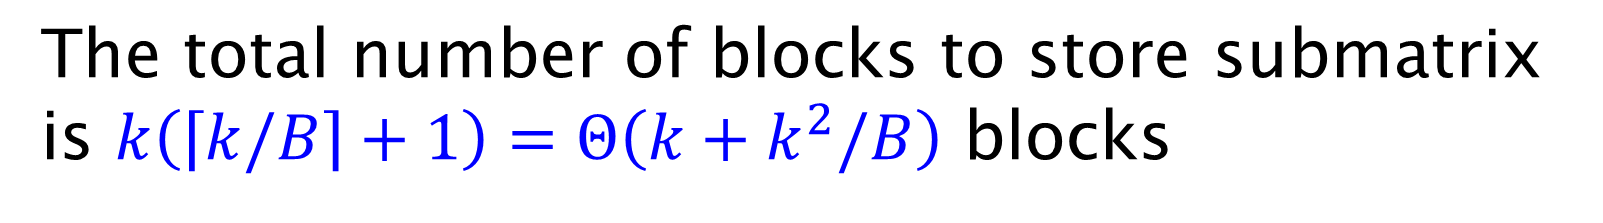 The total number of blocks to store submatrix
is 𝑘(⌈𝑘/𝐵⌉ + 1) = Θ(𝑘 + 𝑘²/𝐵) blocks